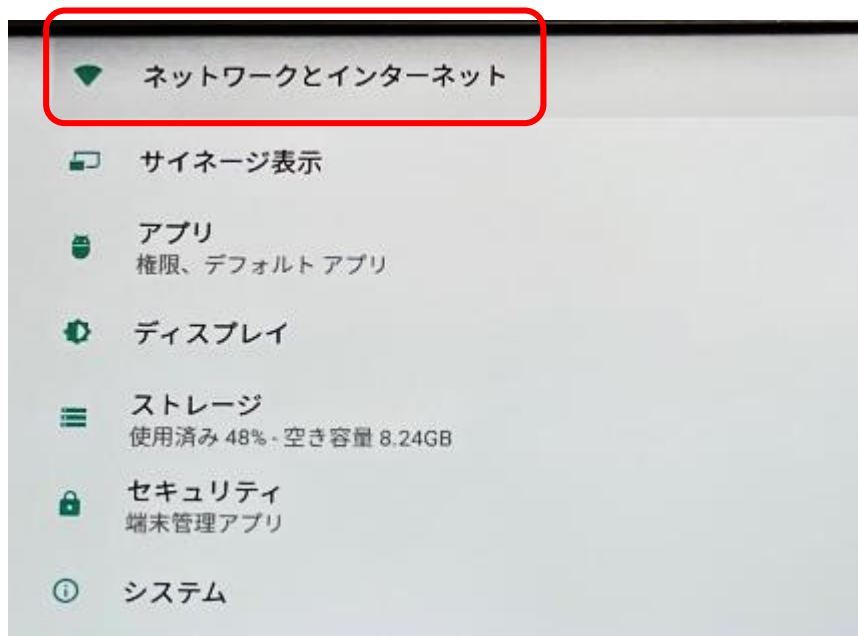 ネットワークとインターネット
サイネージ表示
アプリ
権限、デフォルト アプリ
ディスプレイ
ストレージ
使用済み 48% - 空き容量 8.24GB
セキュリティ
端末管理アプリ
システム